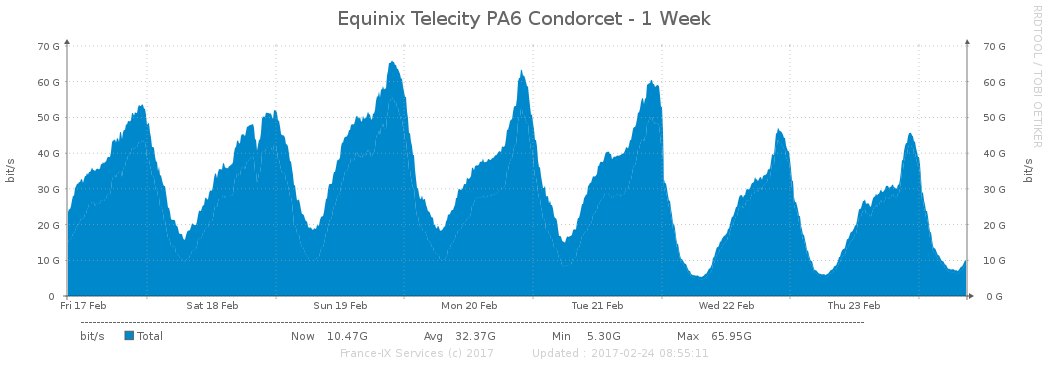 Equinix Telecity PA6 Condorcet - 1 Week
RRDTOOL / TOBI OETIKER
70 G 70 G
60 G 60 G
50 G 50 G
40 G 40 G
30 G 30 G
20 G 20 G
10 G 10 G
0 0 G
bit/s bit/s
Fri 17 Feb Sat 18 Feb Sun 19 Feb Mon 20 Feb Tue 21 Feb Wed 22 Feb Thu 23 Feb
bit/s Total Now 10.47G Avg 32.37G Min 5.30G Max 65.95G
France-IX Services (c) 2017 Updated : 2017-02-24 08:55:11